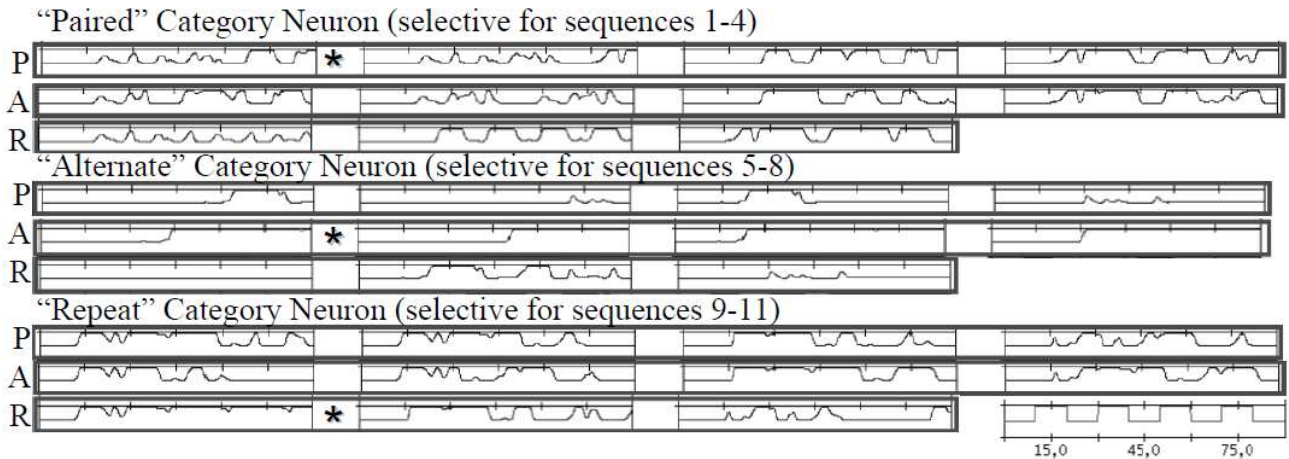 “Paired” Category Neuron (selective for sequences 1-4)
P *
A
R
“Alternate” Category Neuron (selective for sequences 5-8)
P
A *
R
“Repeat” Category Neuron (selective for sequences 9-11)
P
A
R *
15,0 45,0 75,0